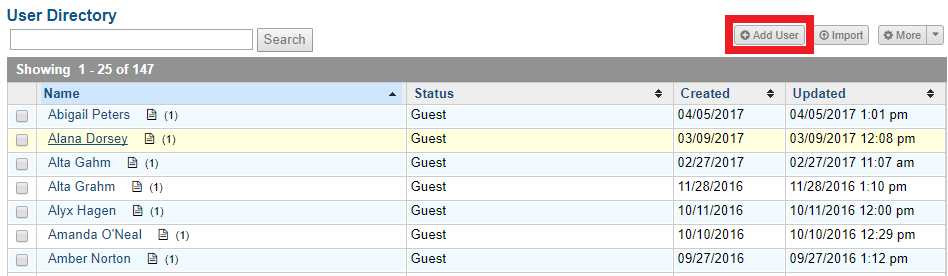 User Directory
Search
Add User
Import
More
Showing 1 - 25 of 147
Name Status Created Updated
Abigail Peters (1) Guest 04/05/2017 04/05/2017 1:01 pm
Alana Dorsey (1) Guest 03/09/2017 03/09/2017 12:08 pm
Alta Gahm (1) Guest 02/27/2017 02/27/2017 11:07 am
Alta Grahm (1) Guest 11/28/2016 11/28/2016 1:10 pm
Alyx Hagen (1) Guest 10/11/2016 10/11/2016 12:00 pm
Amanda O'Neal (1) Guest 10/10/2016 10/10/2016 12:29 pm
Amber Norton (1) Guest 09/27/2016 09/27/2016 1:12 pm